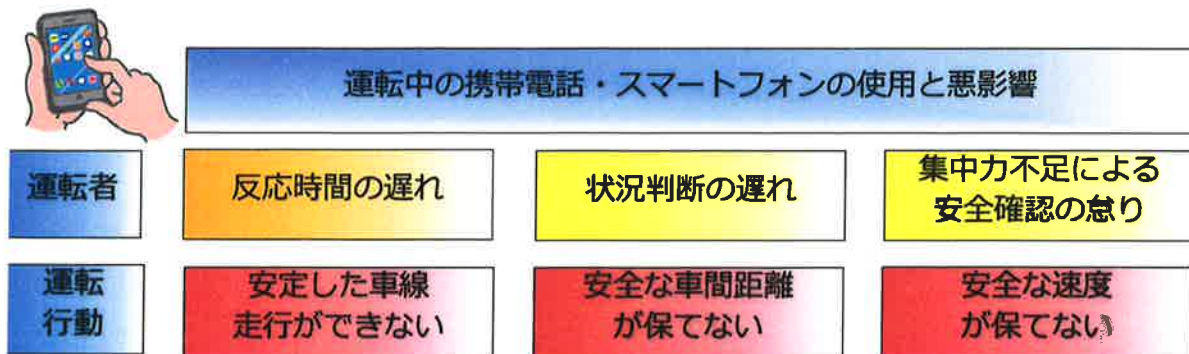 運転中の携帯電話・スマートフォンの使用と悪影響
運転者
反応時間の遅れ
状況判断の遅れ
集中力不足による
安全確認の怠り
運転
行動
安定した車線
走行ができない
安全な車間距離
が保てない
安全な速度
が保てない